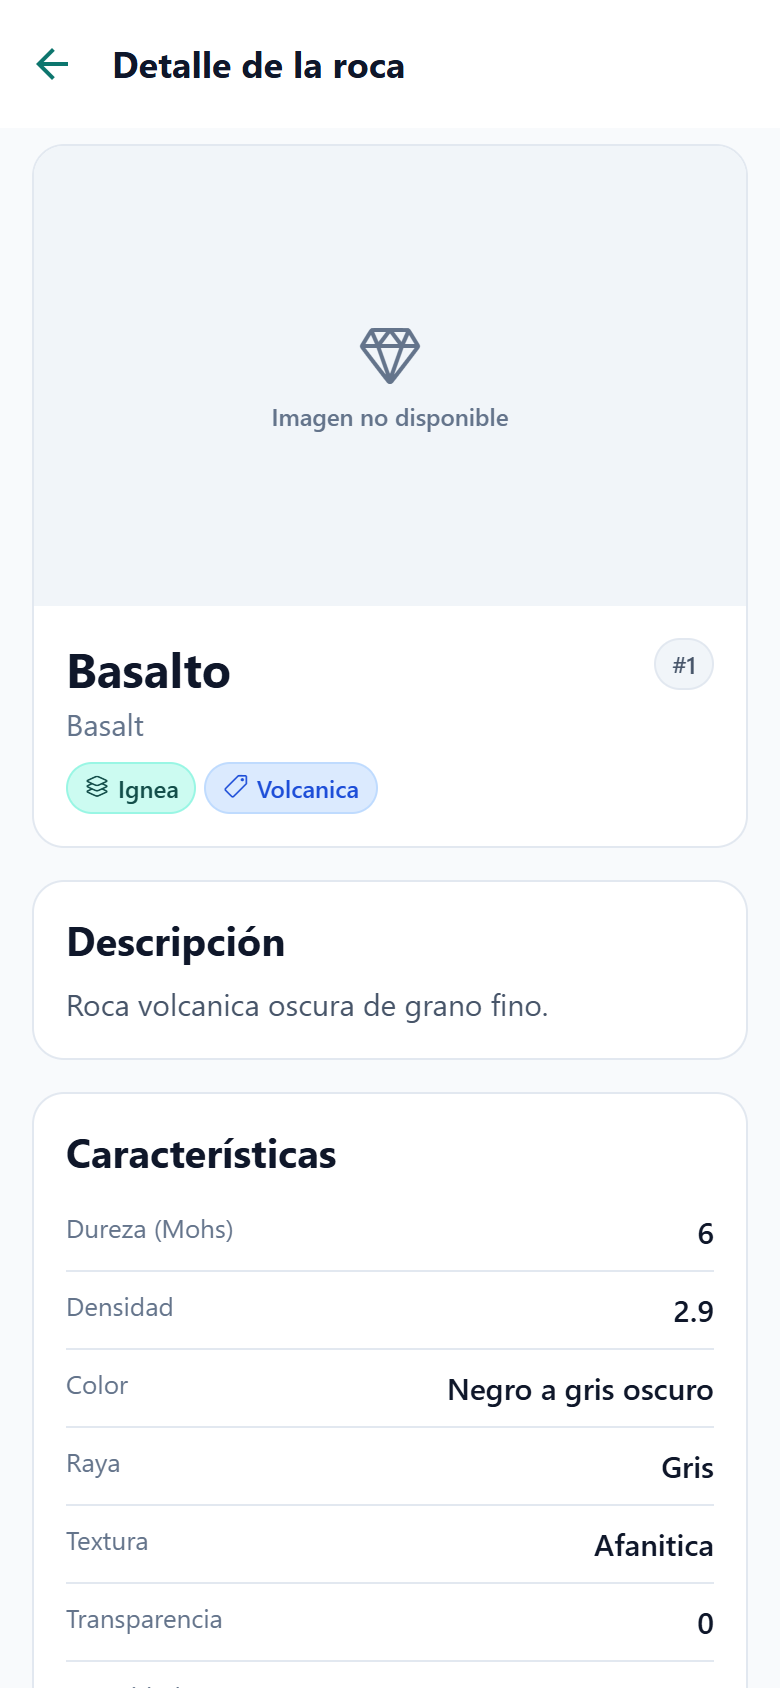 Detalle de la roca
Imagen no disponible
Basalto
#1
Basalt
Ignea
Volcanica
Descripción
Roca volcanica oscura de grano fino.
Características
Dureza (Mohs) 6
Densidad 2.9
Color Negro a gris oscuro
Raya Gris
Textura Afanitica
Transparencia 0